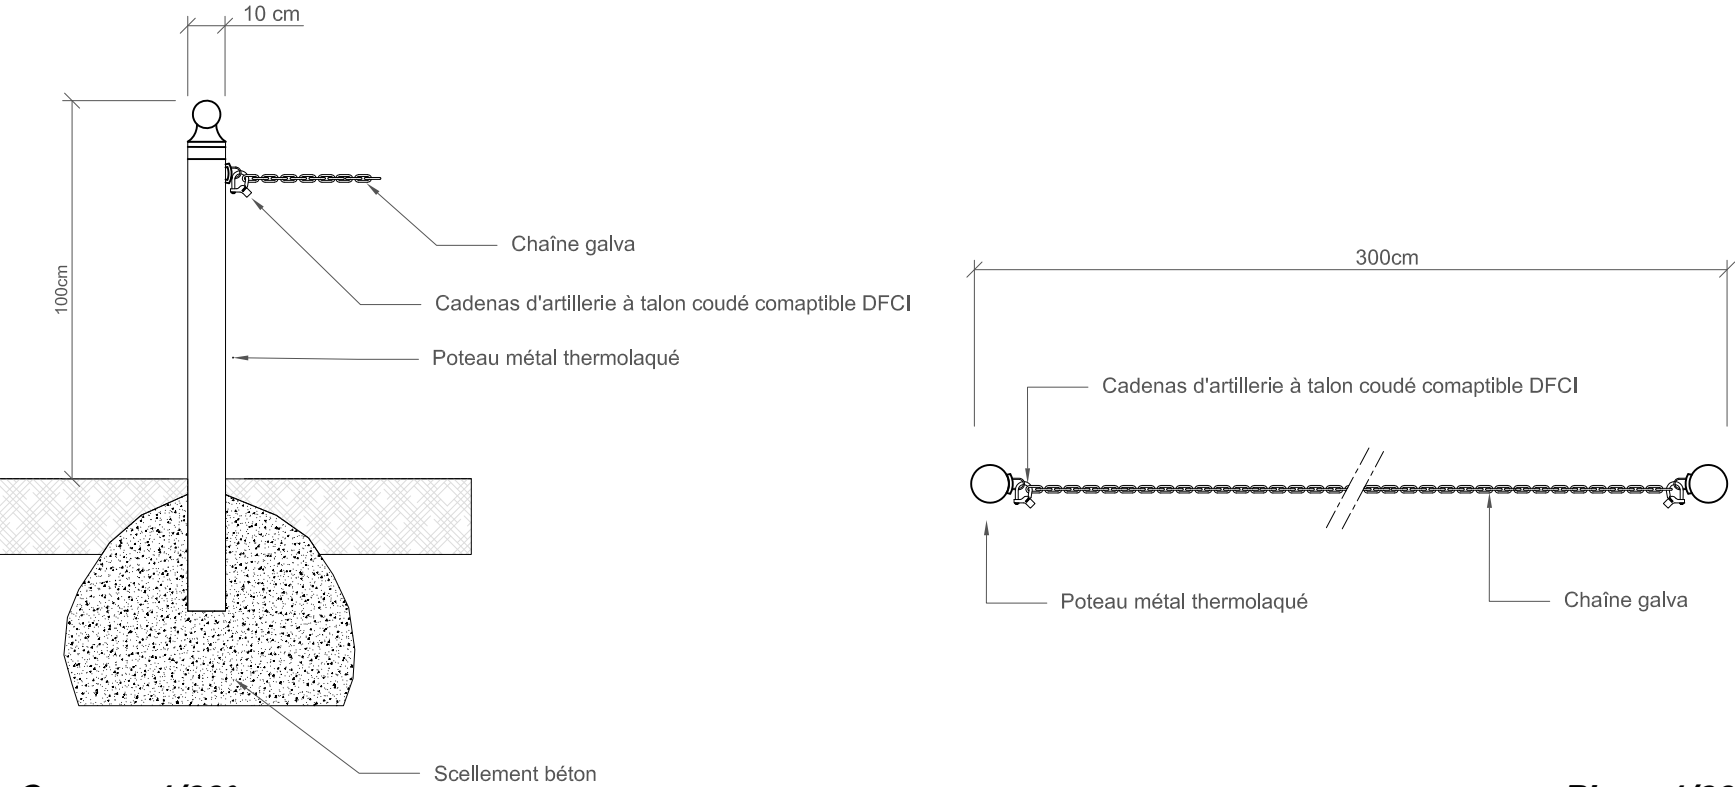 10 cm
100cm
Chaîne galva
Cadenas d'artillerie à talon coudé comaptible DFCI
Poteau métal thermolaqué
Scellement béton
300cm
Cadenas d'artillerie à talon coudé comaptible DFCI
Poteau métal thermolaqué
Chaîne galva